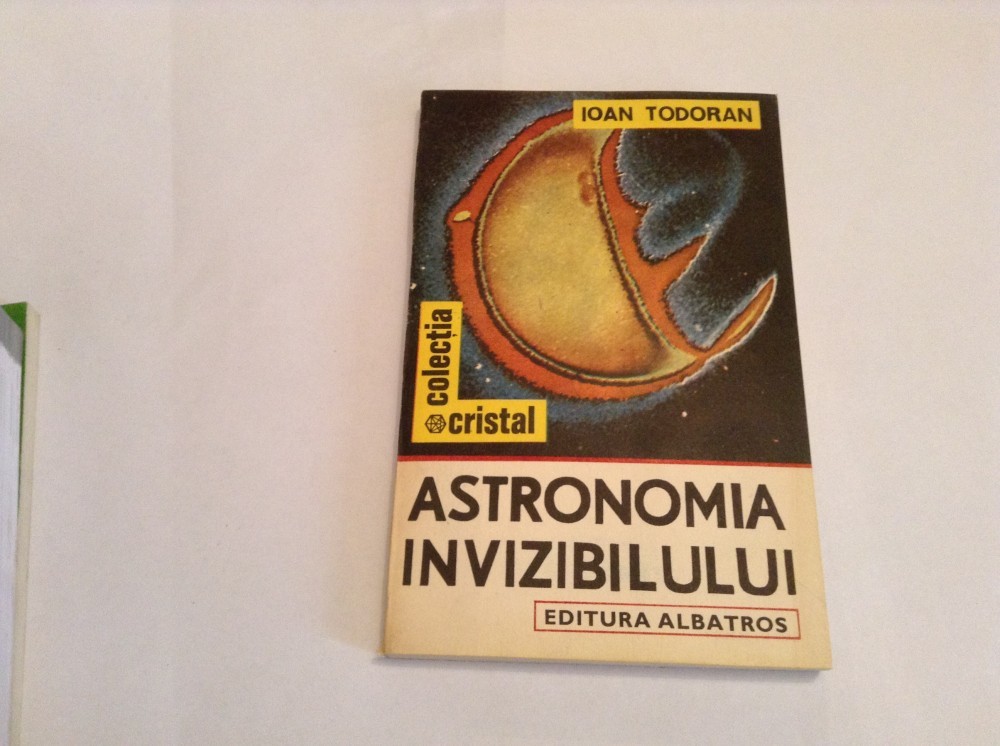 IOAN TODORAN
colecția
cristal
ASTRONOMIA
INVIZIBILULUI
EDITURA ALBATROS